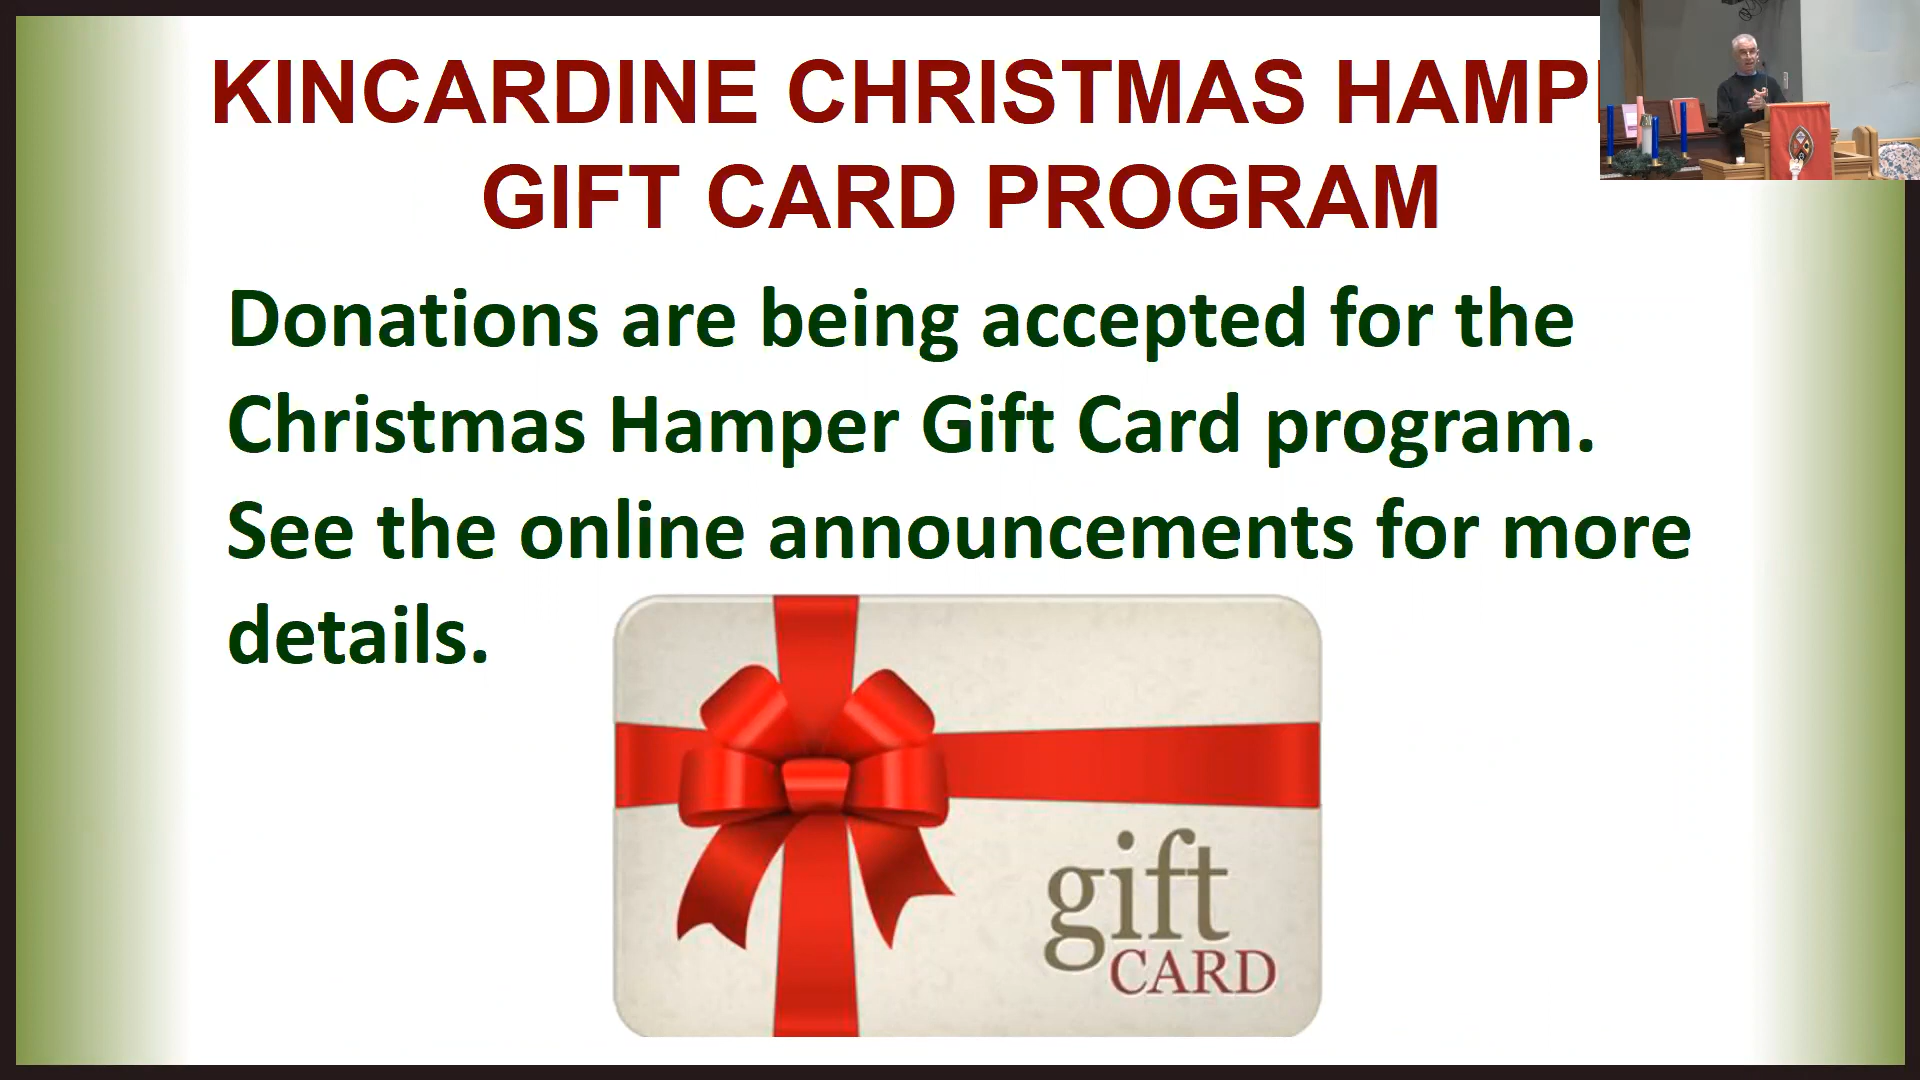 KINCARDINE CHRISTMAS HAMP
GIFT CARD PROGRAM
Donations are being accepted for the
Christmas Hamper Gift Card program.
See the online announcements for more
details.
gift
CARD